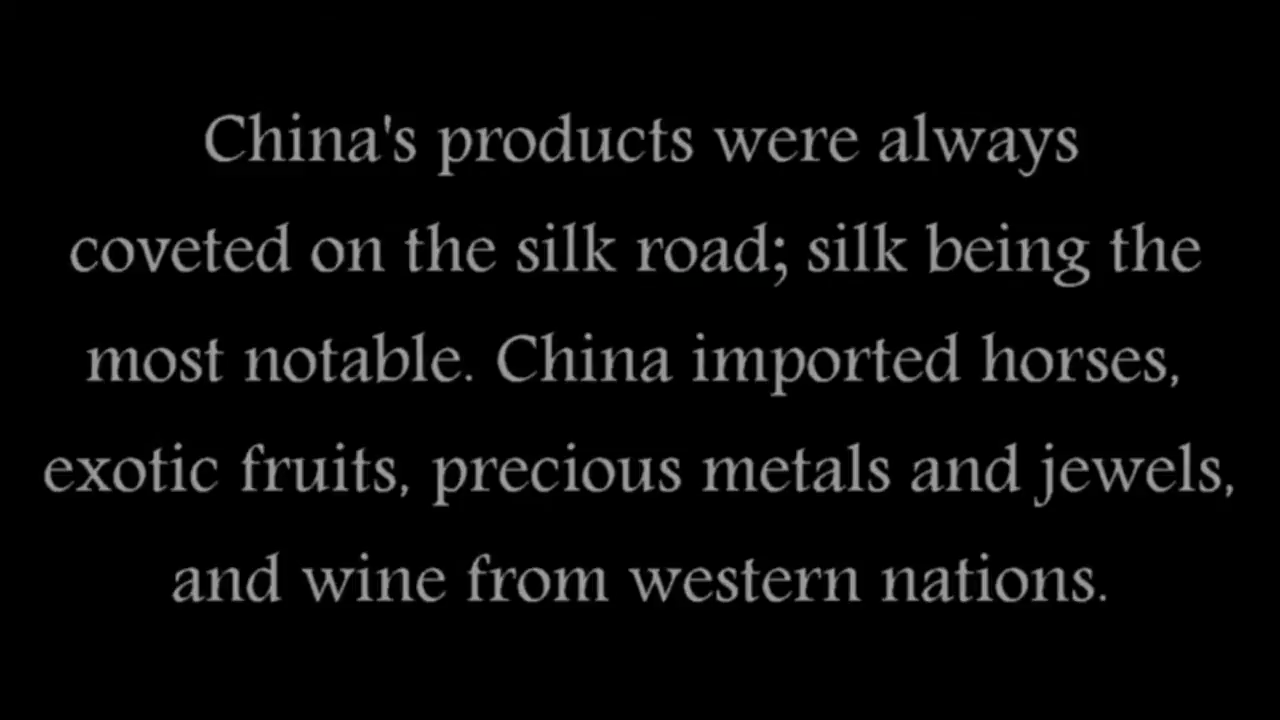 China's products were always
coveted on the silk road; silk being the
most notable. China imported horses,
exotic fruits, precious metals and jewels,
and wine from western nations.